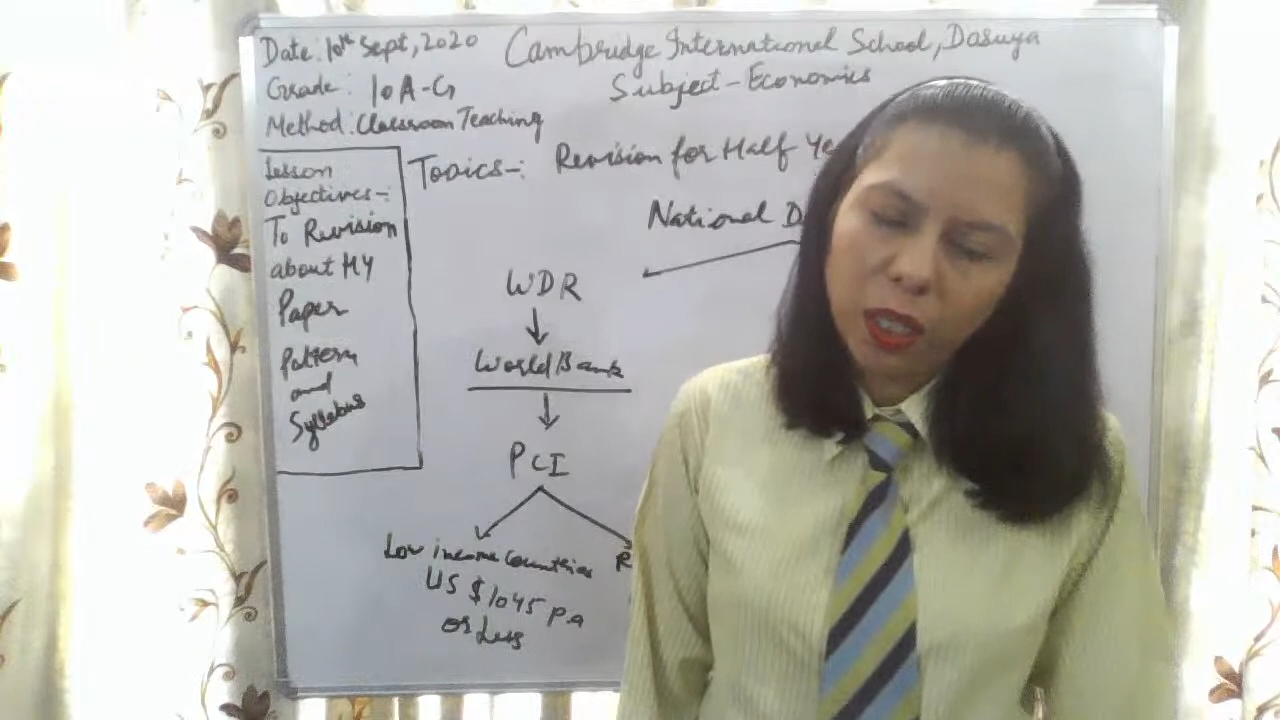 Date: 10th Sept, 2020
Cambridge International School, Dasuya
Grade: 10 A-G
Subject - Economics
Method: Classroom Teaching
Lesson
Objectives-:
To Revision
about HY
Paper
Pattern
and
Syllabus
Topics-: Revision for Half Ye
National D
WDR
World Bank
PCI
Low income Countries
US $1045 p.a
or Less
R